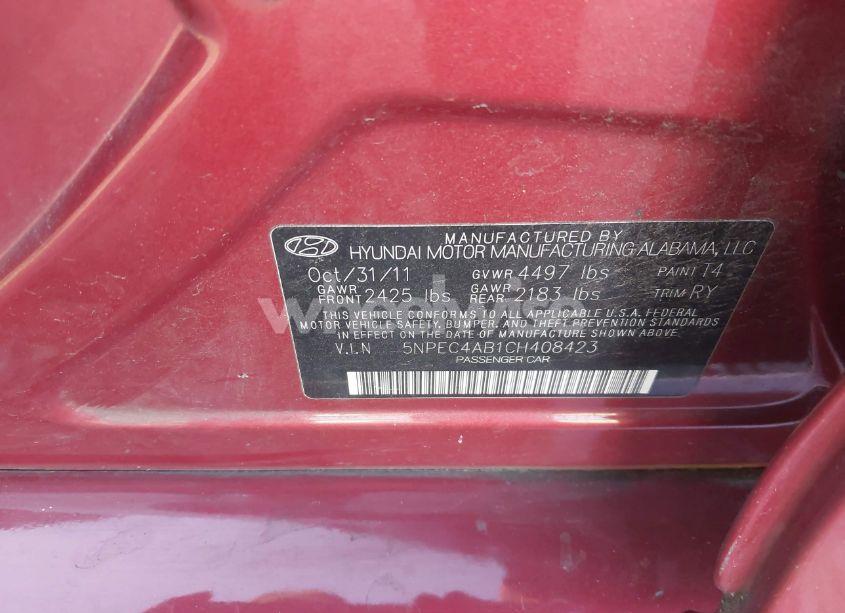 MANUFACTURED BY
HYUNDAI MOTOR MANUFACTURING ALABAMA, LLC
Oct/31/11 GVWR 4497 lbs PAINT T4
GAWR FRONT 2425 lbs GAWR REAR 2183 lbs TRIM RY
THIS VEHICLE CONFORMS TO ALL APPLICABLE U.S.A. FEDERAL
MOTOR VEHICLE SAFETY, BUMPER, AND THEFT PREVENTION STANDARDS
IN EFFECT ON THE DATE OF MANUFACTURE SHOWN ABOVE.
V.I.N 5NPEC4AB1CH408423
PASSENGER CAR